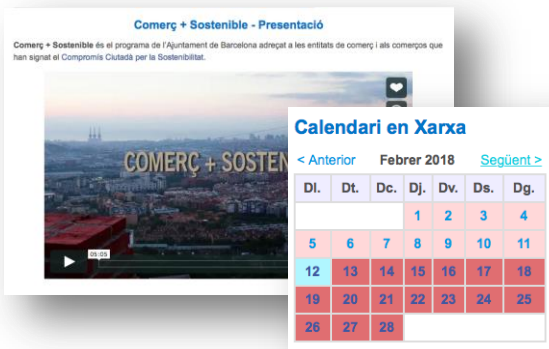 Comerç + Sostenible - Presentació
Comerç + Sostenible és el programa de l'Ajuntament de Barcelona adreçat a les entitats de comerç i als comerços que
han signat el Compromís Ciutadà per la Sostenibilitat.
COMERÇ + SOSTEN
05:05
Calendari en Xarxa
< Anterior Febrer 2018 Següent >
Dl. Dt. Dc. Dj. Dv. Ds. Dg.
1 2 3 4
5 6 7 8 9 10 11
12 13 14 15 16 17 18
19 20 21 22 23 24 25
26 27 28